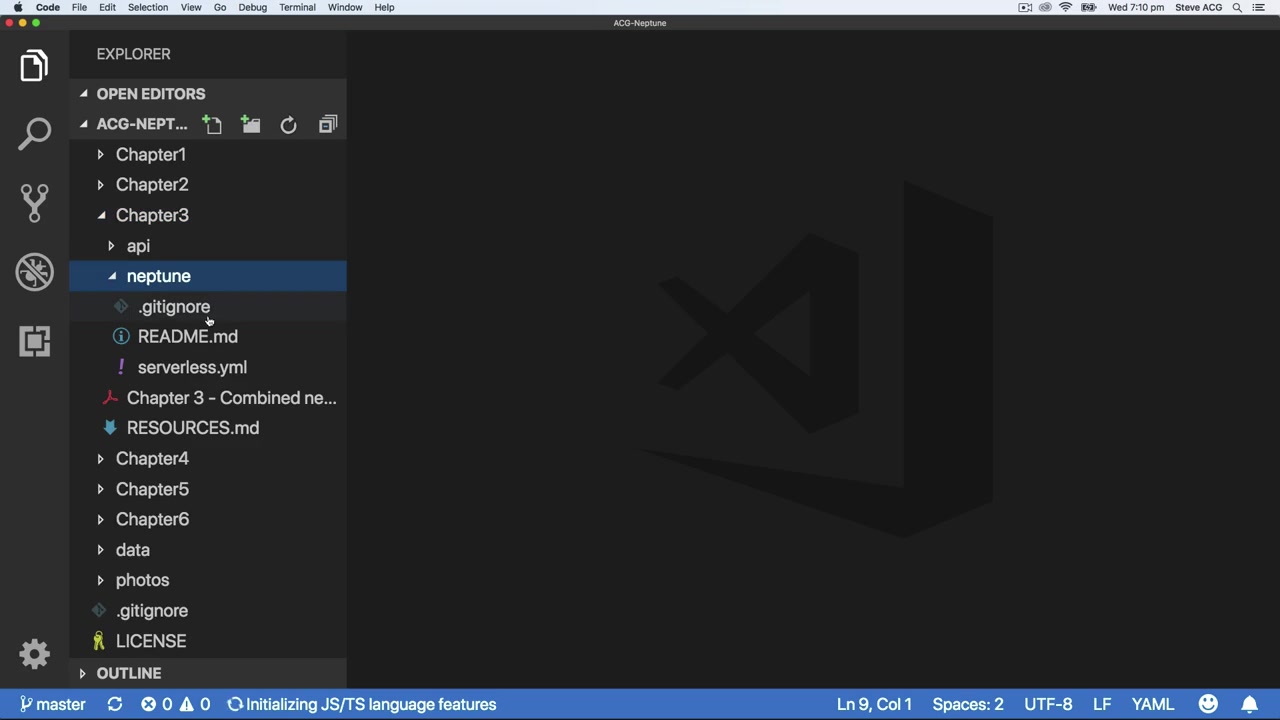 Code File Edit Selection View Go Debug Terminal Window Help Wed 7:10 pm Steve ACG
ACG-Neptune
EXPLORER
OPEN EDITORS
ACG-NEPT...
Chapter1
Chapter2
Chapter3
api
neptune
.gitignore
README.md
serverless.yml
Chapter 3 - Combined ne...
RESOURCES.md
Chapter4
Chapter5
Chapter6
data
photos
.gitignore
LICENSE
OUTLINE
master 0 0 Initializing JS/TS language features Ln 9, Col 1 Spaces: 2 UTF-8 LF YAML